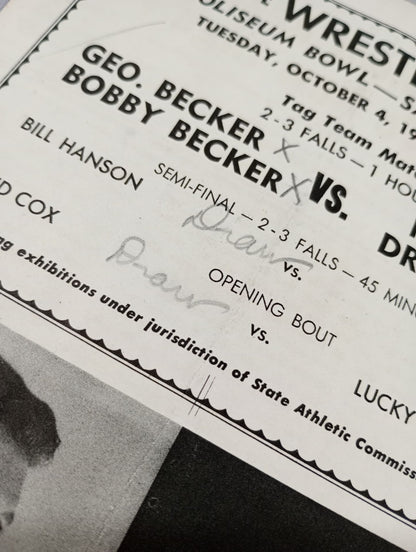 WREST
OLISEUM BOWL—S
TUESDAY, OCTOBER 4, 19
Tag Team Mat
2-3 FALLS — 1 HOU
GEO. BECKER X
BOBBY BECKER X VS.
DR
SEMI-FINAL — 2-3 FALLS — 45 MIN
BILL HANSON Draw vs.
OPENING BOUT
D COX Draw vs. LUCKY
ng exhibitions under jurisdiction of State Athletic Commiss